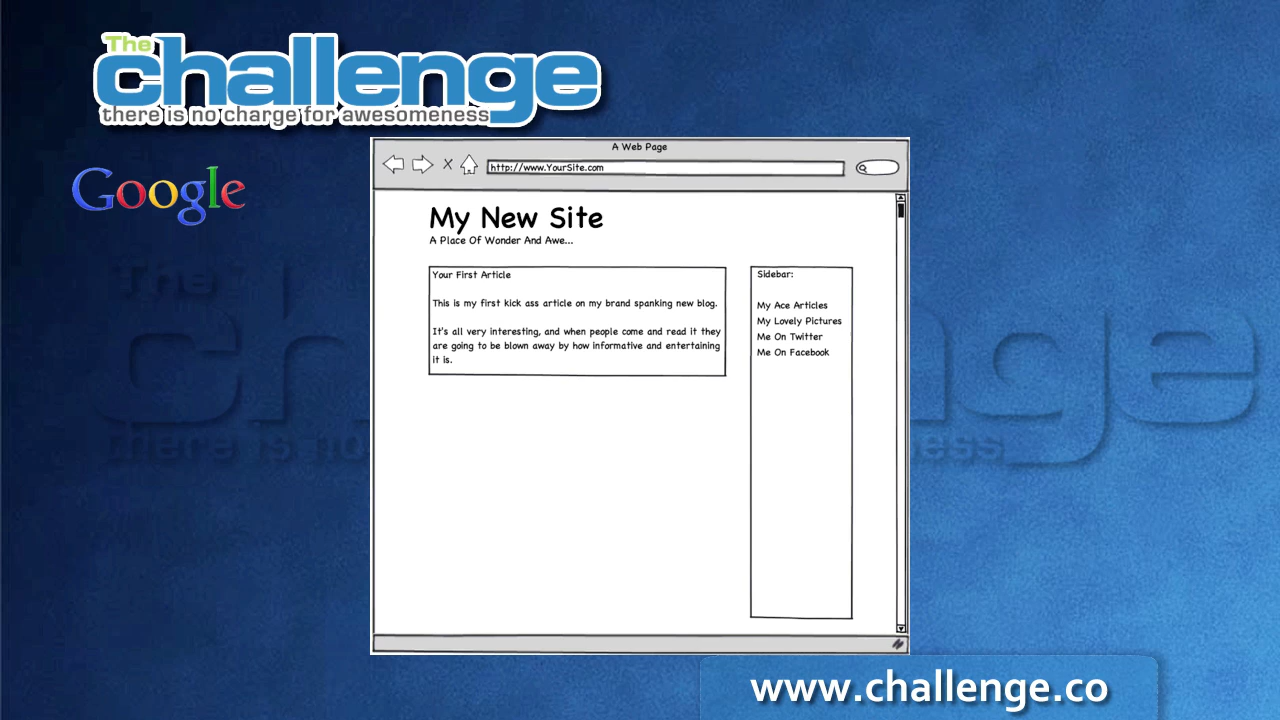 The
challenge
there is no charge for awesomeness
Google
A Web Page
http://www.YourSite.com
My New Site
A Place Of Wonder And Awe...
Your First Article
This is my first kick ass article on my brand spanking new blog.
It's all very interesting, and when people come and read it they
are going to be blown away by how informative and entertaining
it is.
Sidebar:
My Ace Articles
My Lovely Pictures
Me On Twitter
Me On Facebook
www.challenge.co